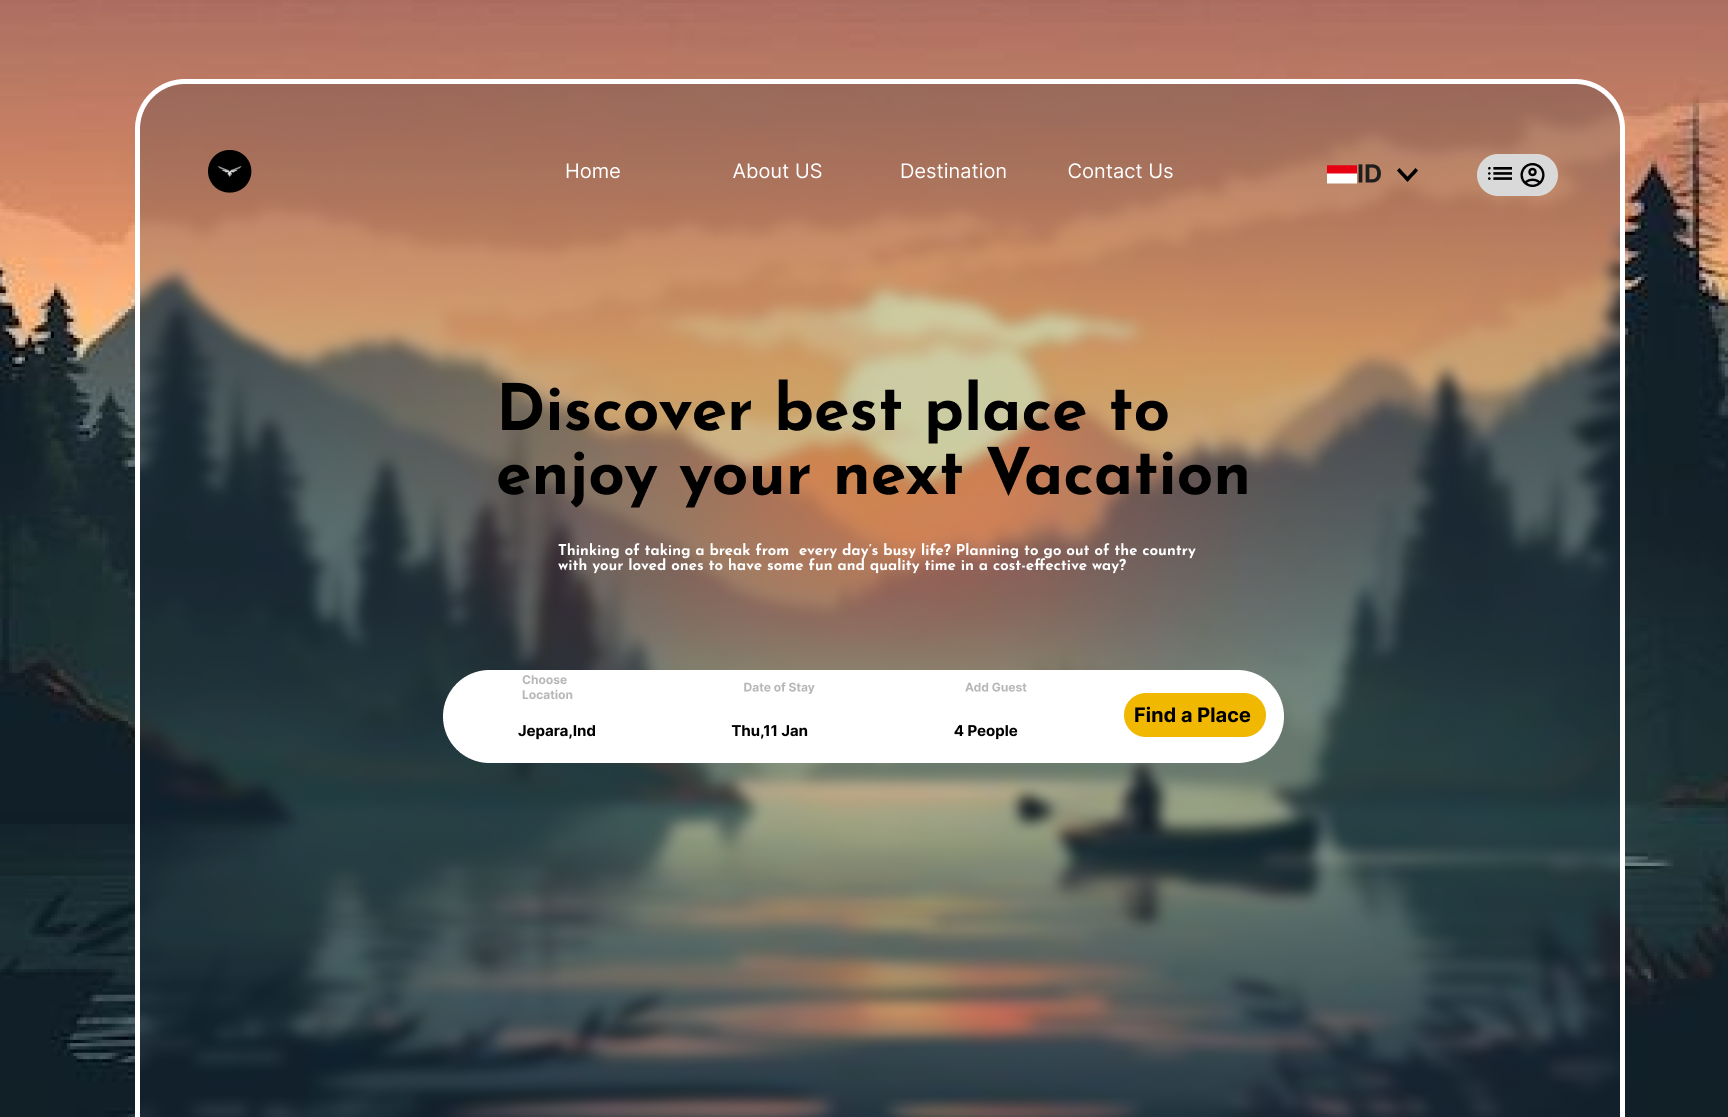 Home
About US
Destination
Contact Us
ID
Discover best place to
enjoy your next Vacation
Thinking of taking a break from  every day's busy life? Planning to go out of the country
with your loved ones to have some fun and quality time in a cost-effective way?
Choose
Location
Date of Stay
Add Guest
Jepara,Ind
Thu,11 Jan
4 People
Find a Place